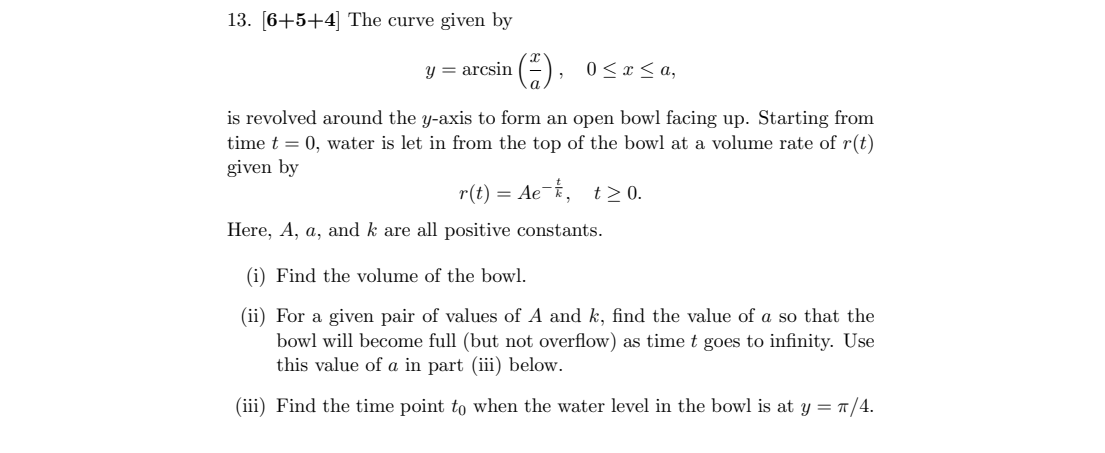 13. [6+5+4] The curve given by
y = arcsin (x/a), 0 ≤ x ≤ a,
is revolved around the y-axis to form an open bowl facing up. Starting from
time t = 0, water is let in from the top of the bowl at a volume rate of r(t)
given by
r(t) = Ae^{-t/k}, t ≥ 0.
Here, A, a, and k are all positive constants.
(i) Find the volume of the bowl.
(ii) For a given pair of values of A and k, find the value of a so that the
bowl will become full (but not overflow) as time t goes to infinity. Use
this value of a in part (iii) below.
(iii) Find the time point t₀ when the water level in the bowl is at y = π/4.